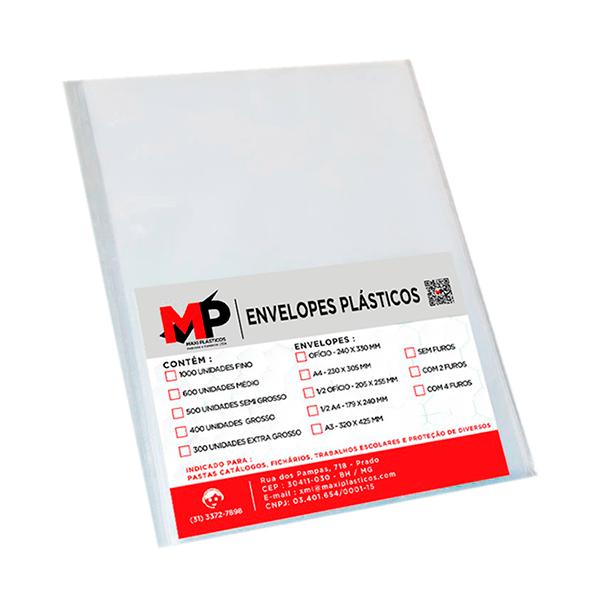 MP
MAXI PLASTICOS
ENVELOPES PLÁSTICOS
CONTÉM :
1000 UNIDADES FINO
600 UNIDADES MÉDIO
500 UNIDADES SEMI GROSSO
400 UNIDADES GROSSO
300 UNIDADES EXTRA GROSSO
ENVELOPES :
OFÍCIO - 240 X 330 MM
A4 - 230 X 305 MM
1/2 OFÍCIO - 205 X 255 MM
1/2 A4 - 179 X 240 MM
A3 - 320 X 425 MM
SEM FUROS
COM 2 FUROS
COM 4 FUROS
INDICADO PARA :
PASTAS CATÁLOGOS, FICHÁRIOS, TRABALHOS ESCOLARES E PROTEÇÃO DE DIVERSOS
(31) 3372-7898
Rua dos Pampas, 718 - Prado
CEP : 30411-030 - BH / MG
E-mail : xmi@maxiplasticos.com
CNPJ: 03.401.654/0001-15